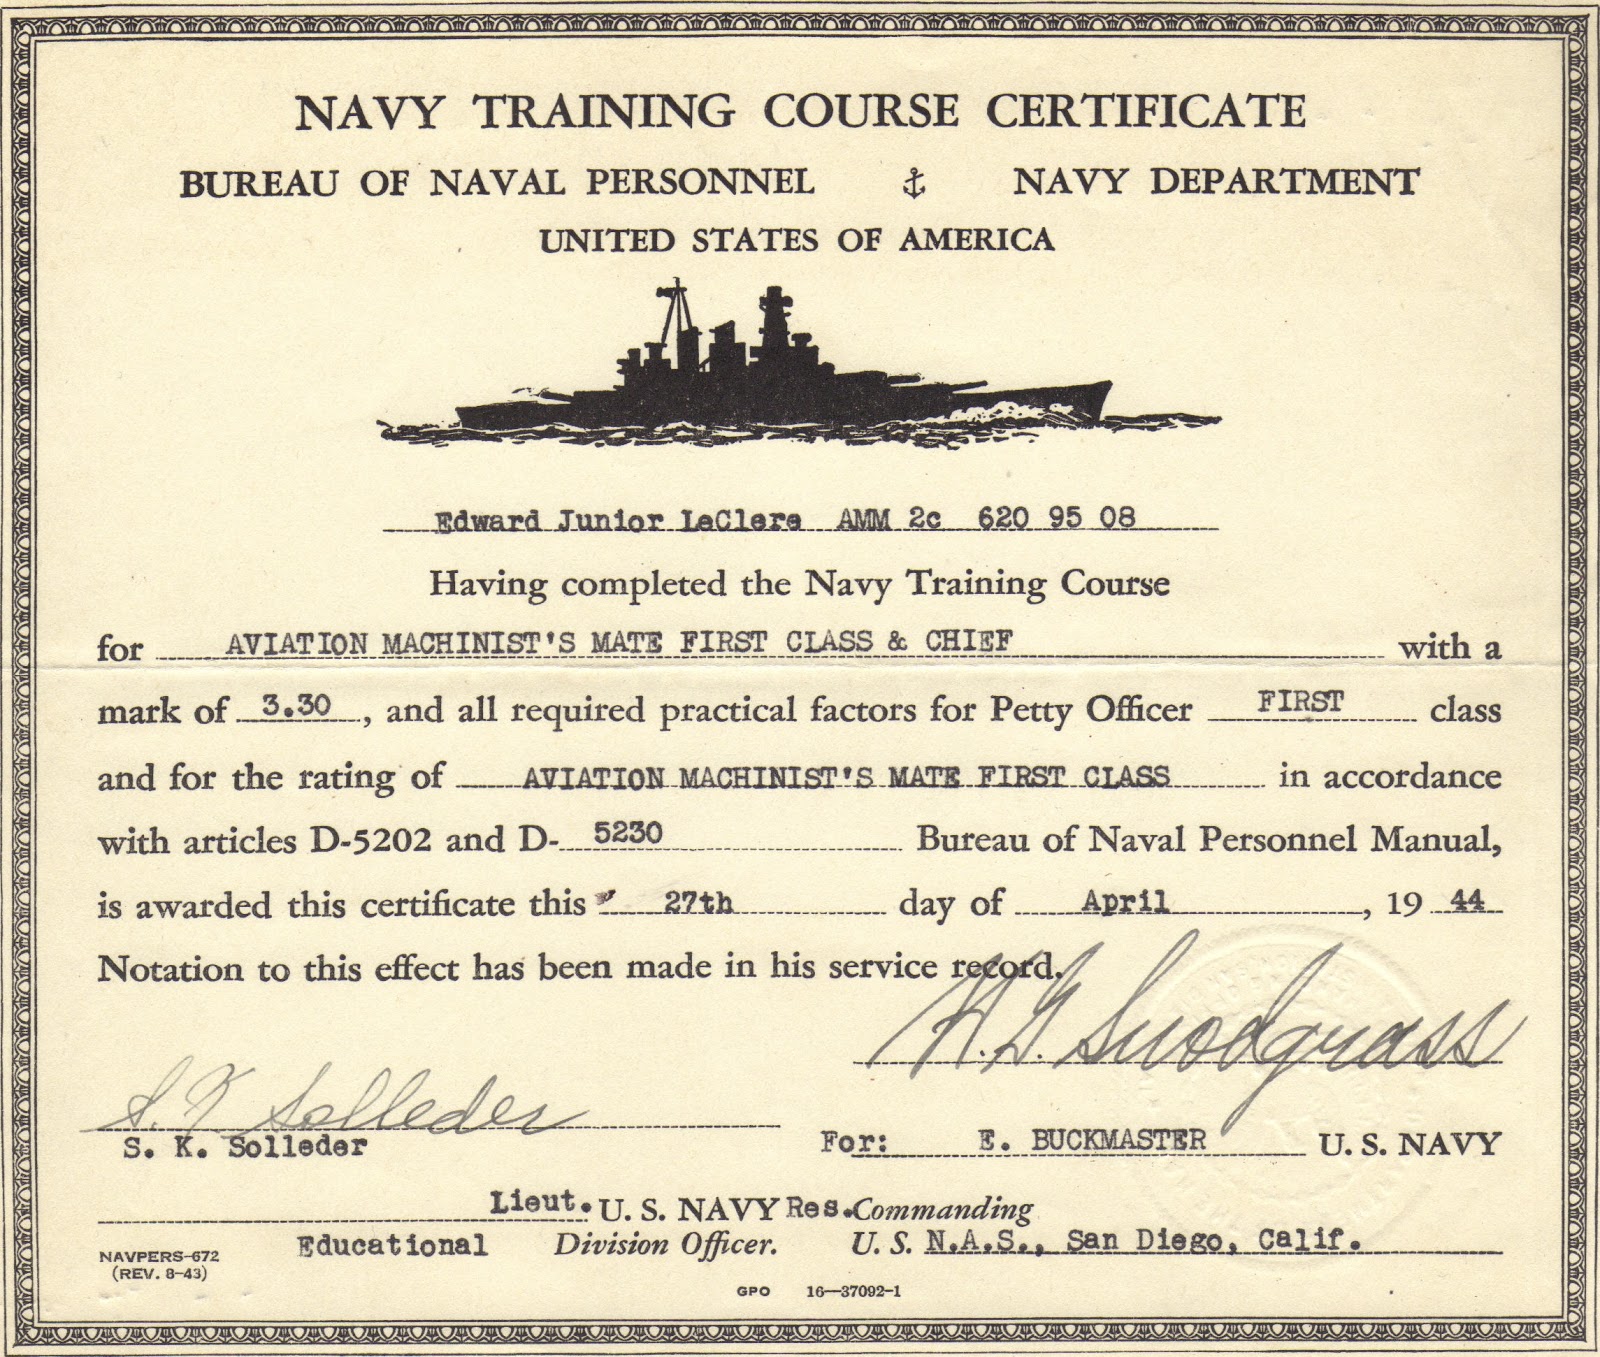 NAVY TRAINING COURSE CERTIFICATE
BUREAU OF NAVAL PERSONNEL NAVY DEPARTMENT
UNITED STATES OF AMERICA
Edward Junior LeClere AMM 2c 620 95 08
Having completed the Navy Training Course
for AVIATION MACHINIST'S MATE FIRST CLASS & CHIEF with a
mark of 3.30, and all required practical factors for Petty Officer FIRST class
and for the rating of AVIATION MACHINIST'S MATE FIRST CLASS in accordance
with articles D-5202 and D-5230 Bureau of Naval Personnel Manual,
is awarded this certificate this 27th day of April, 19 44
Notation to this effect has been made in his service record.
H. G. Snodgrass
S. K. Solleder
S. K. Solleder
For: E. BUCKMASTER U. S. NAVY
Lieut. U. S. NAVY Res. Commanding
Educational Division Officer. U. S. N.A.S., San Diego, Calif.
NAVPERS-672
(REV. 8-43)
GPO 16—37092-1